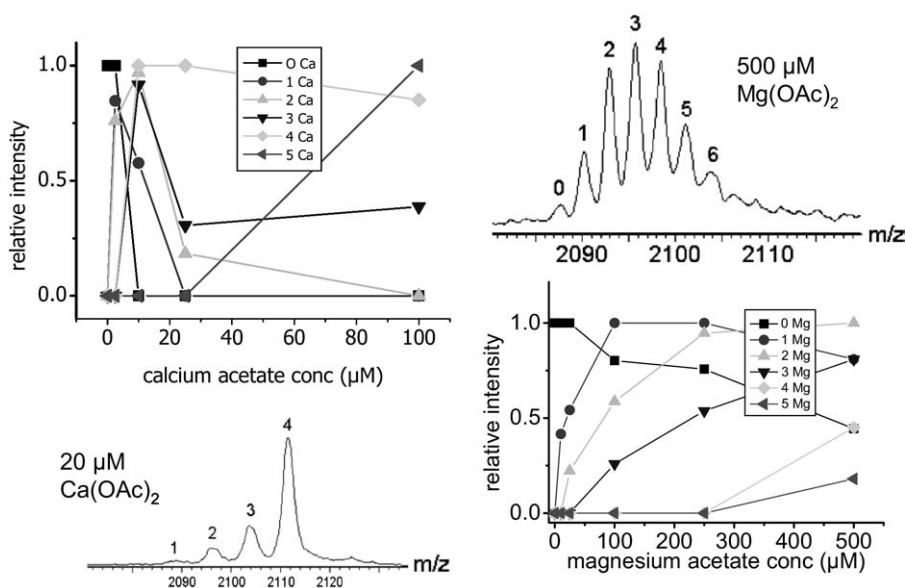 1.0
0.5
0.0
relative intensity
0 20 40 60 80 100
calcium acetate conc (µM)
O Ca
1 Ca
2 Ca
3 Ca
4 Ca
5 Ca
0 1 2 3 4 5 6
500 µM
Mg(OAc)2
2090 2100 2110
m/z
20 µM
Ca(OAc)2
1 2 3 4
2090 2100 2110 2120
m/z
1.0
0.5
0.0
relative intensity
0 100 200 300 400 500
magnesium acetate conc (µM)
0 Mg
1 Mg
2 Mg
3 Mg
4 Mg
5 Mg